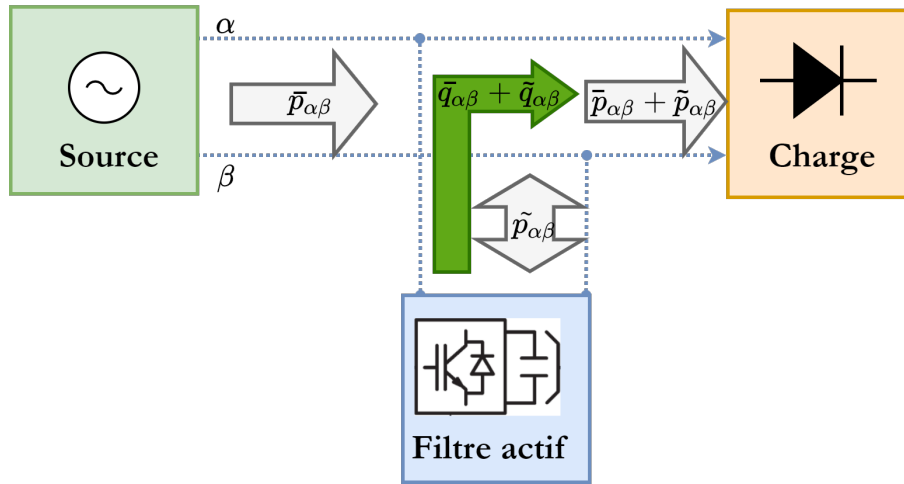 α
p̄αβ
q̄αβ + q̃αβ
p̄αβ + p̃αβ
Source
Charge
β
p̃αβ
Filtre actif